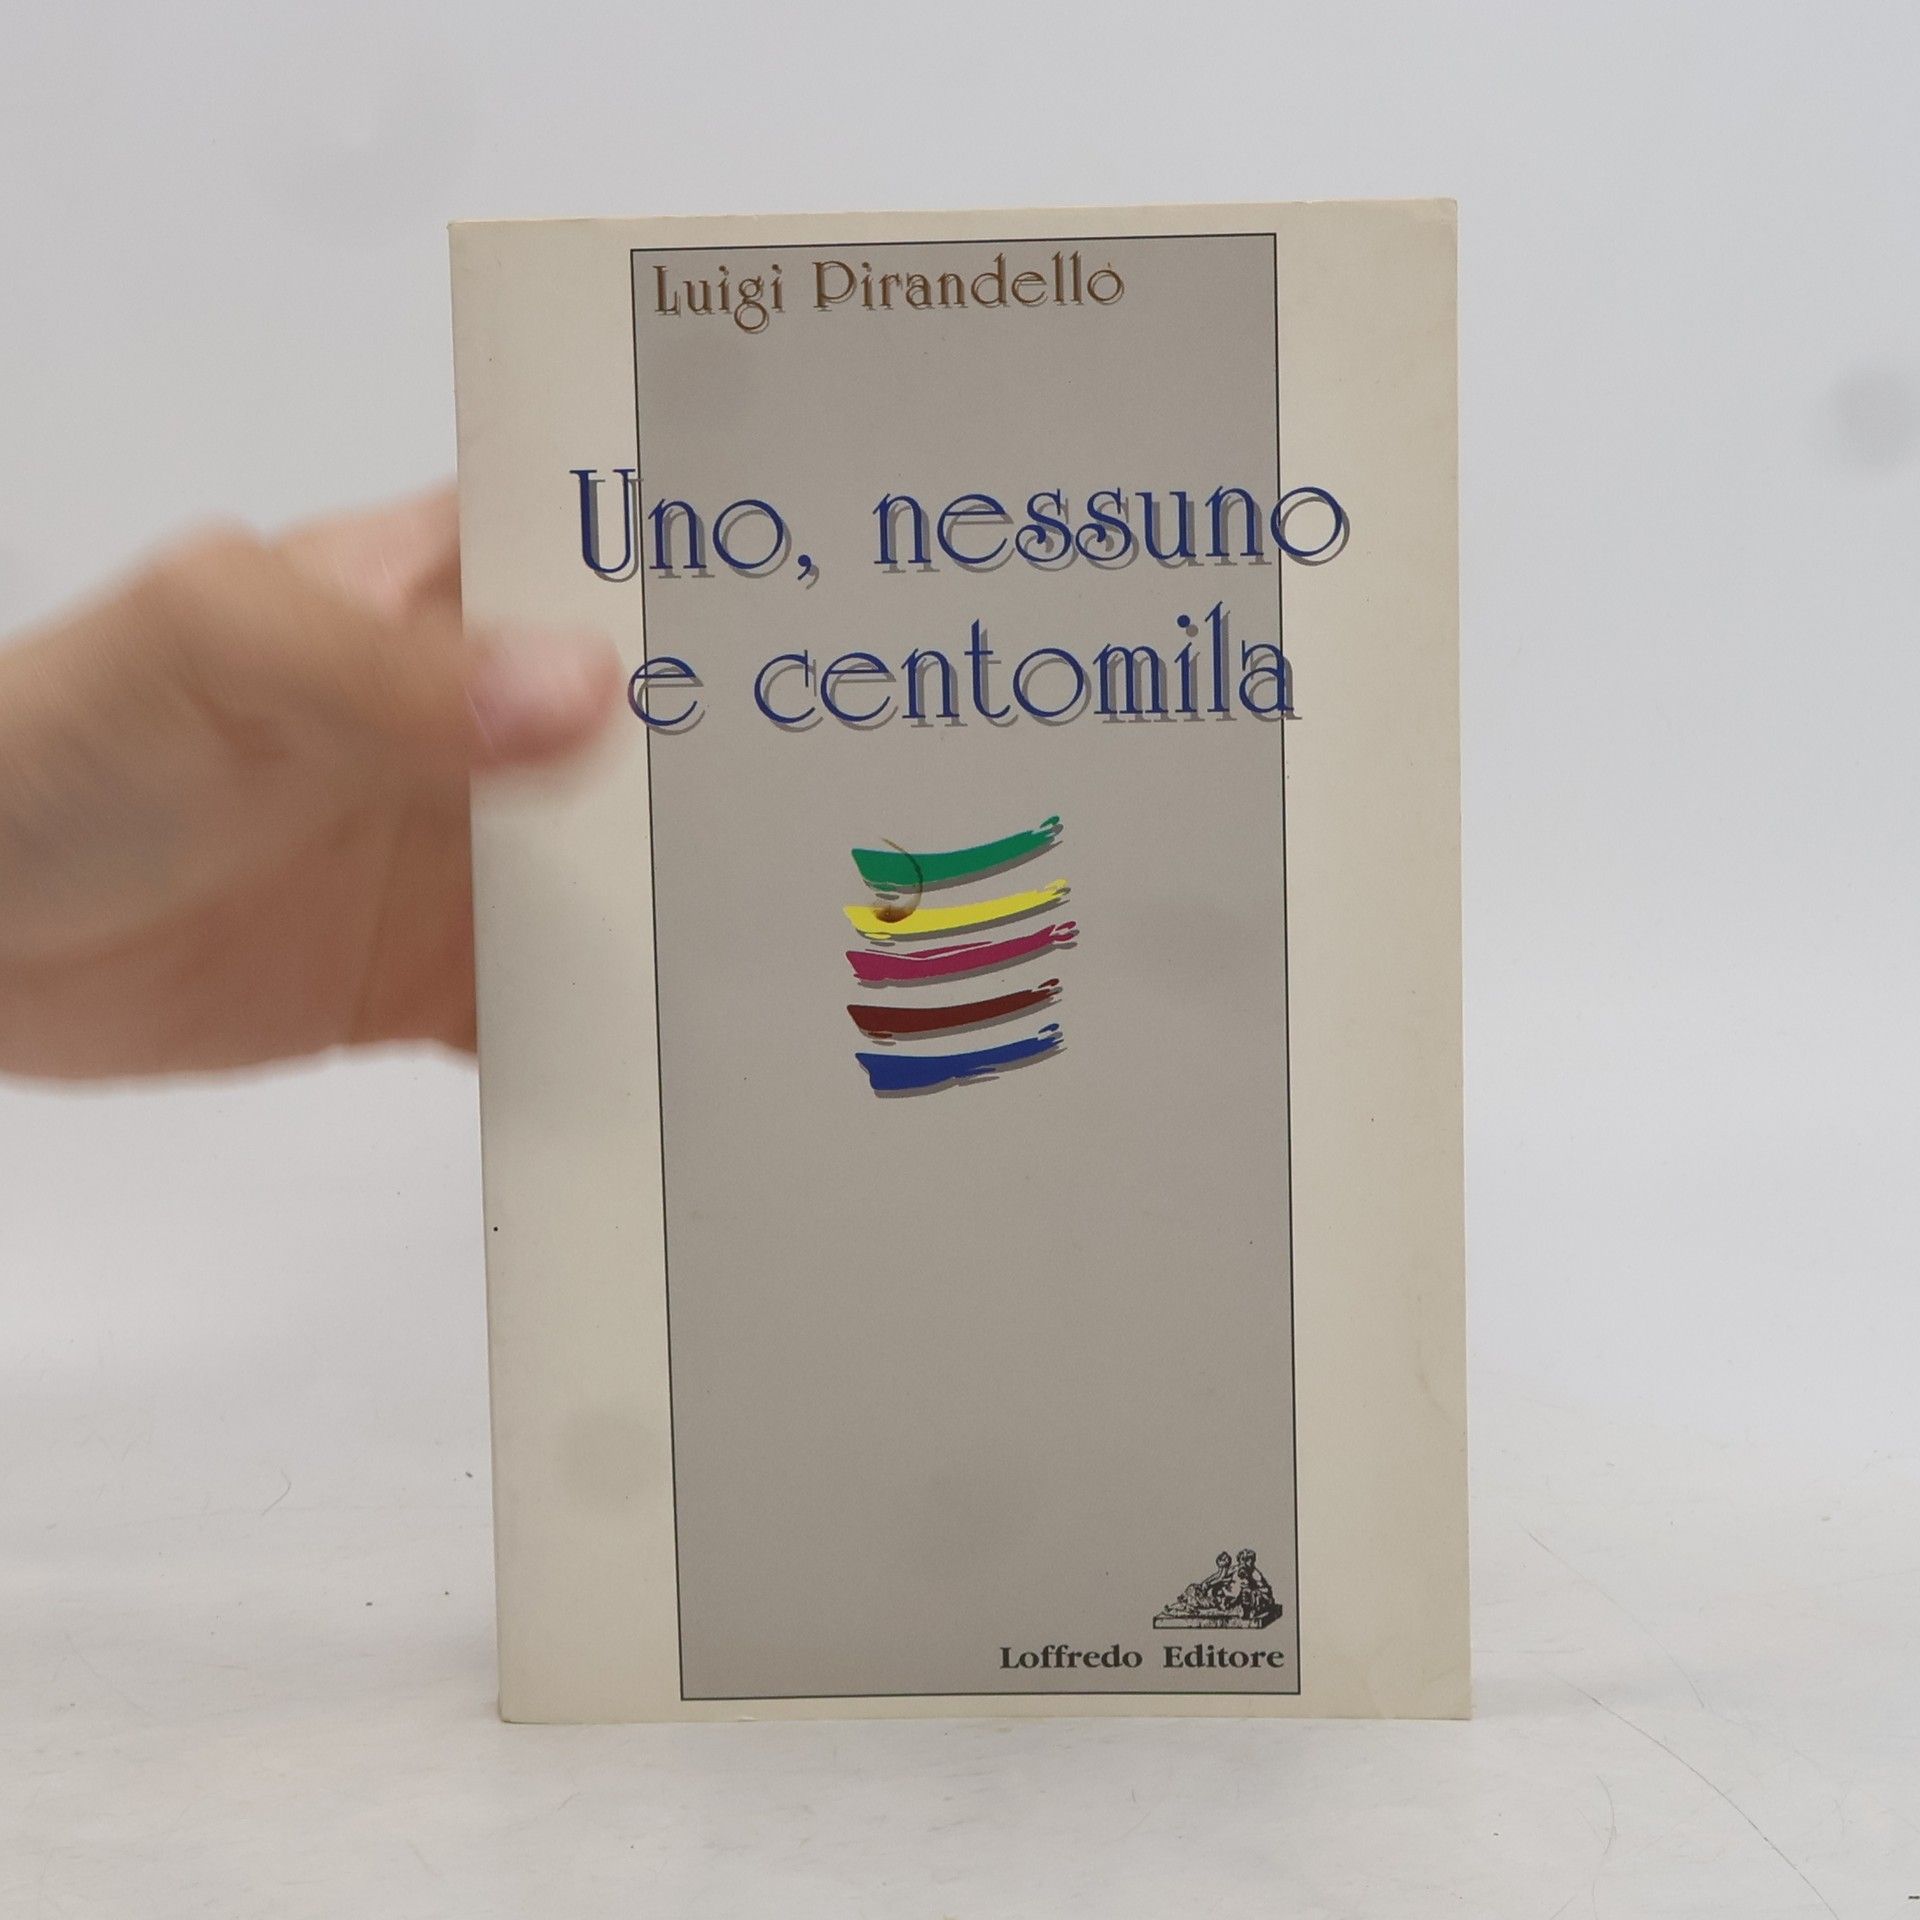 Luigi Pirandello
Uno, nessuno
e centomila
Loffredo Editore